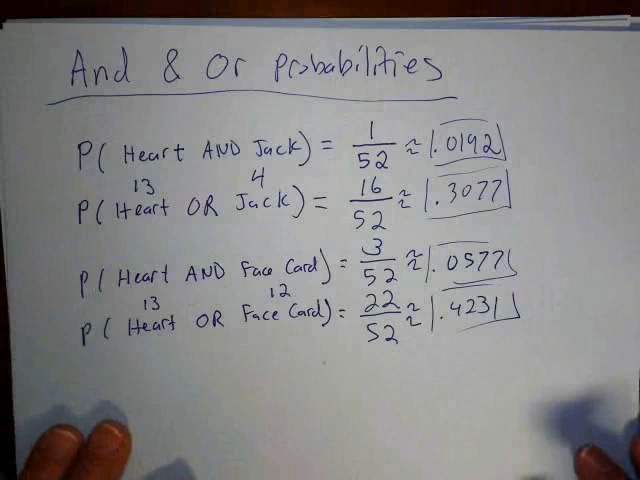 And & Or Probabilities
P( Heart AND Jack) = 1/52 ≈ .0192
13 4
P( Heart OR Jack) = 16/52 ≈ .3077
P( Heart AND Face Card) = 3/52 ≈ .0577
13 12
P( Heart OR Face Card) = 22/52 ≈ .4231